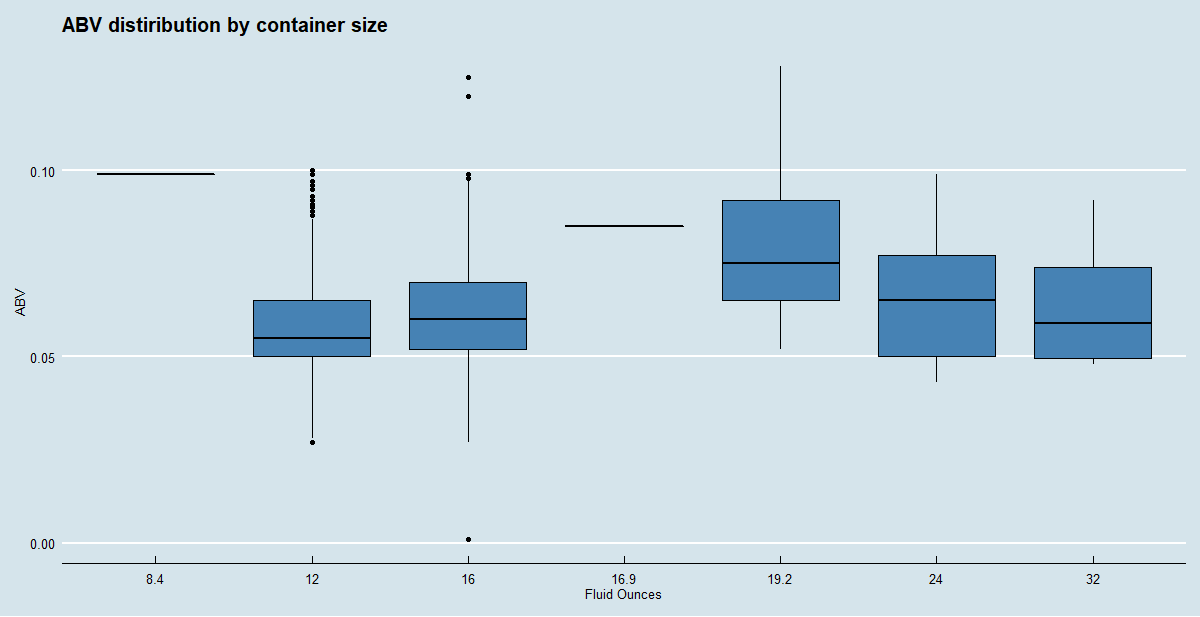 ABV distiribution by container size
0.10
0.05
0.00
ABV
8.4 12 16 16.9 19.2 24 32
Fluid Ounces